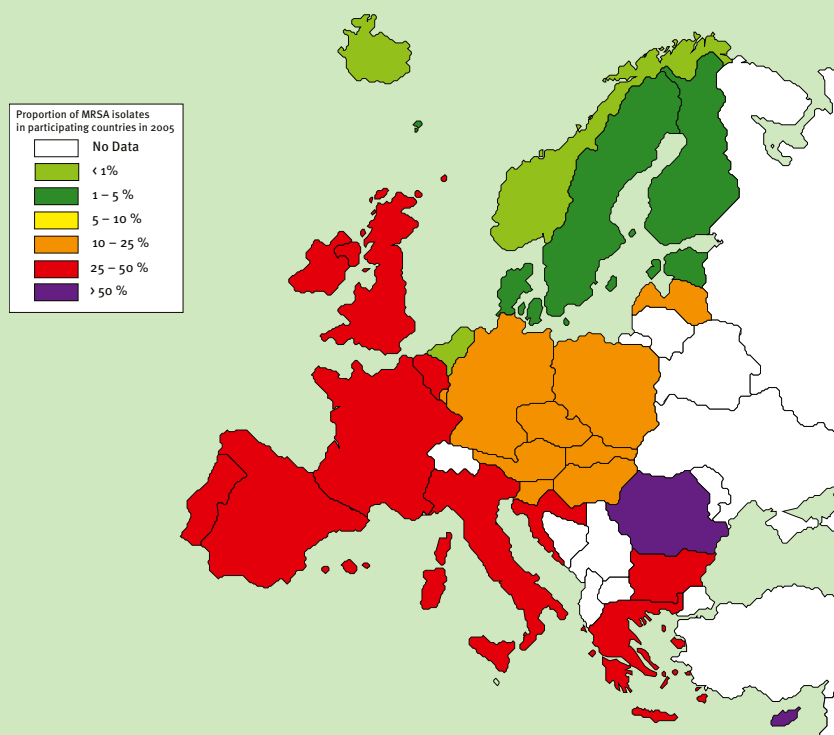 Proportion of MRSA isolates
in participating countries in 2005
No Data
< 1%
1 – 5 %
5 – 10 %
10 – 25 %
25 – 50 %
> 50 %